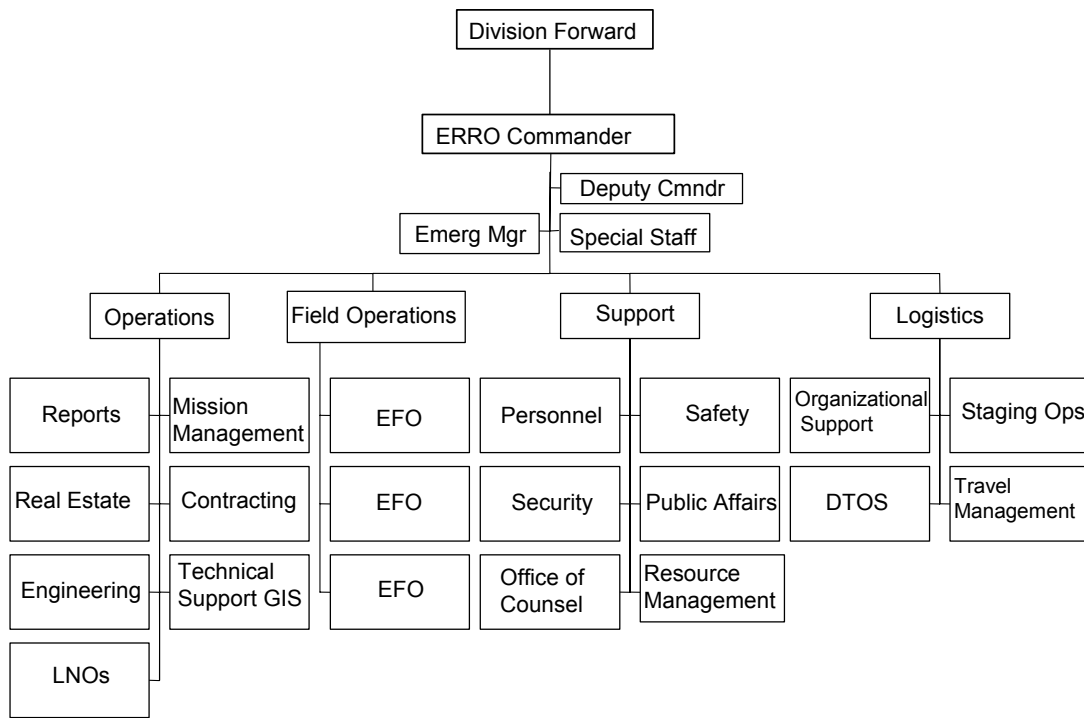 Division Forward
ERRO Commander
Deputy Cmndr
Emerg Mgr
Special Staff
Operations
Field Operations
Support
Logistics
Reports
Mission
Management
EFO
Personnel
Safety
Organizational
Support
Staging Ops
Real Estate
Contracting
EFO
Security
Public Affairs
DTOS
Travel
Management
Engineering
Technical
Support GIS
EFO
Office of
Counsel
Resource
Management
LNOs